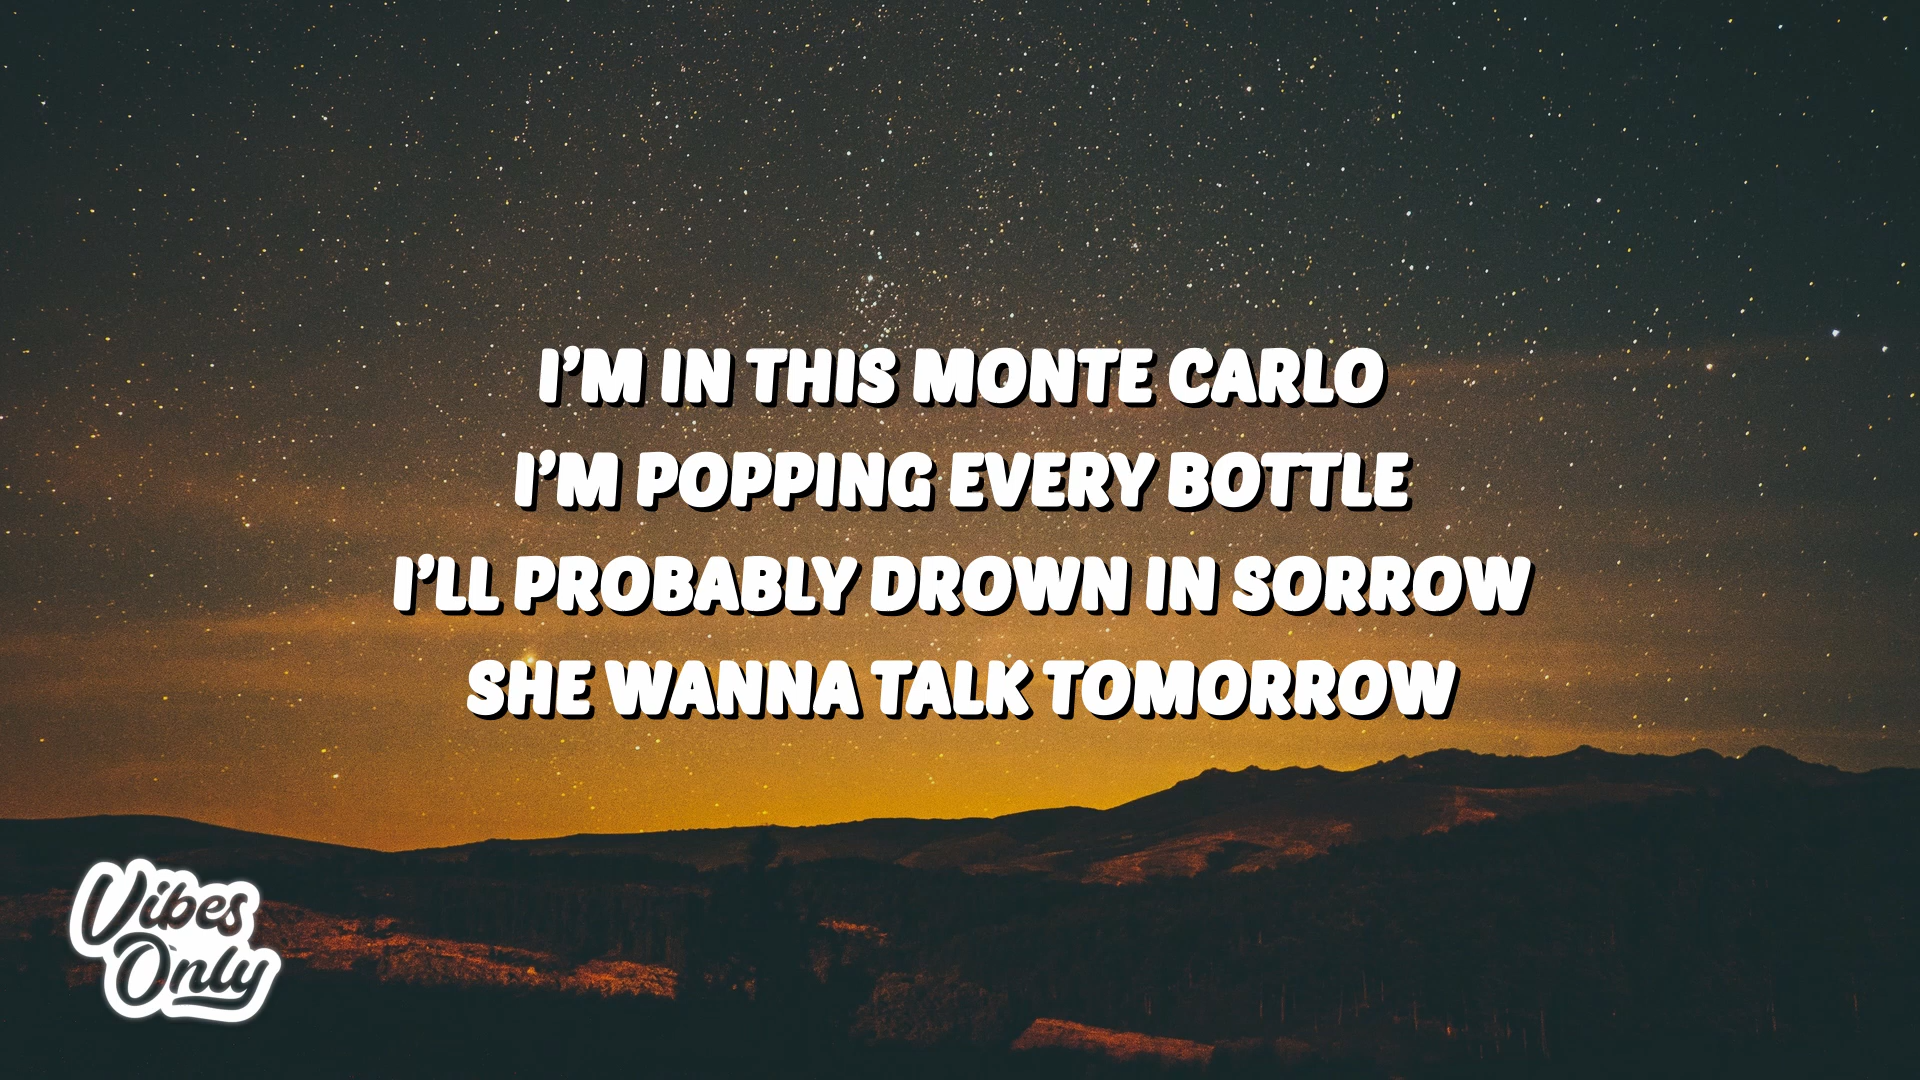 I'M IN THIS MONTE CARLO
I'M POPPING EVERY BOTTLE
I'LL PROBABLY DROWN IN SORROW
SHE WANNA TALK TOMORROW
Vibes
Only